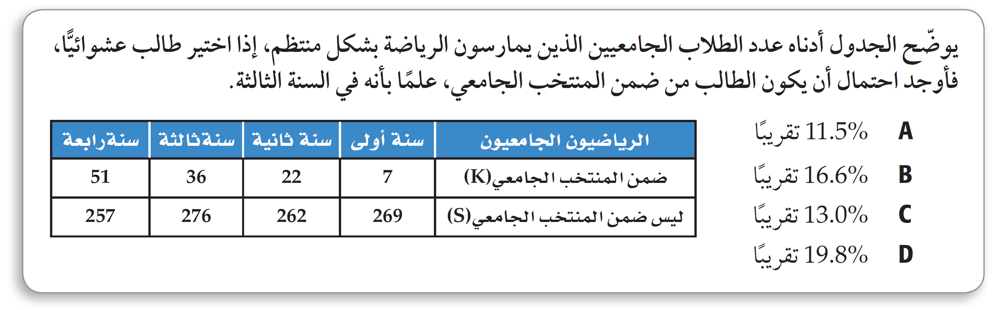 يوضّح الجدول أدناه عدد الطلاب الجامعيين الذين يمارسون الرياضة بشكل منتظم، إذا اختير طالب عشوائيًّا،
فأوجد احتمال أن يكون الطالب من ضمن المنتخب الجامعي، علمًا بأنه في السنة الثالثة.
A 11.5% تقريبًا
B 16.6% تقريبًا
C 13.0% تقريبًا
D 19.8% تقريبًا
الرياضيون الجامعيون سنة أولى سنة ثانية سنة ثالثة سنة رابعة
ضمن المنتخب الجامعي(K) 7 22 36 51
ليس ضمن المنتخب الجامعي(S) 269 262 276 257